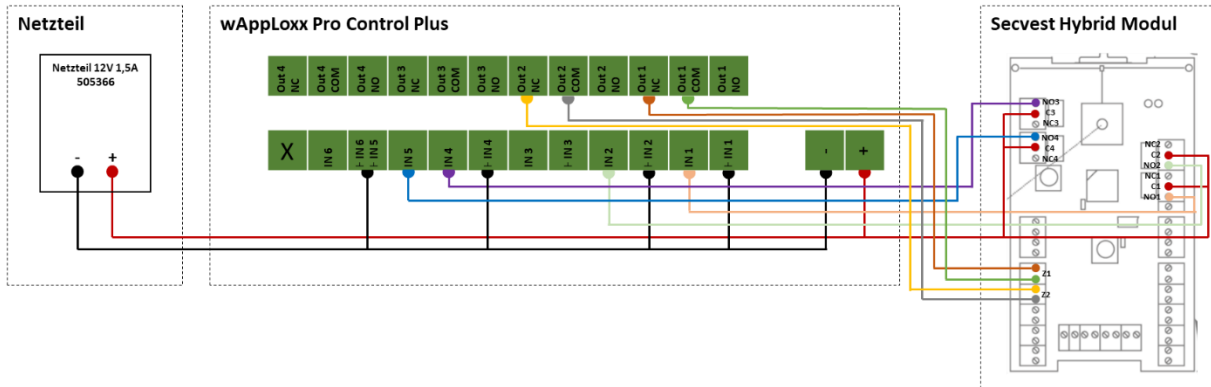 Netzteil
wAppLoxx Pro Control Plus
Secvest Hybrid Modul
Netzteil 12V 1,5A
505366
-
+
Out 4 NC
Out 4 COM
Out 4 NO
Out 3 NC
Out 3 COM
Out 3 NO
Out 2 NC
Out 2 COM
Out 2 NO
Out 1 NC
Out 1 COM
Out 1 NO
X
IN 6
⊢ IN 6
⊢ IN 5
IN 5
IN 4
⊢ IN 4
IN 3
⊢ IN 3
IN 2
⊢ IN 2
IN 1
⊢ IN 1
-
+
NO3
C3
NC3
NO4
C4
NC4
NC2
C2
NO2
NC1
C1
NO1
Z1
Z2